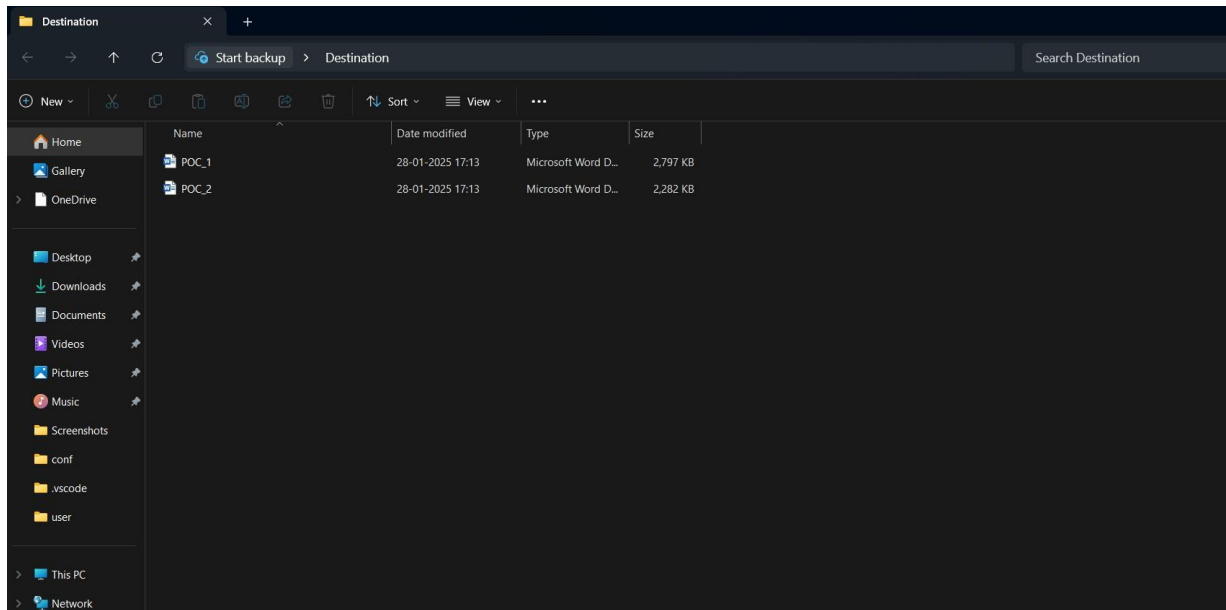 Destination
Start backup > Destination
Search Destination
New
Sort
View
Name Date modified Type Size
POC_1 28-01-2025 17:13 Microsoft Word D... 2,797 KB
POC_2 28-01-2025 17:13 Microsoft Word D... 2,282 KB
Home
Gallery
OneDrive
Desktop
Downloads
Documents
Videos
Pictures
Music
Screenshots
conf
.vscode
user
This PC
Network